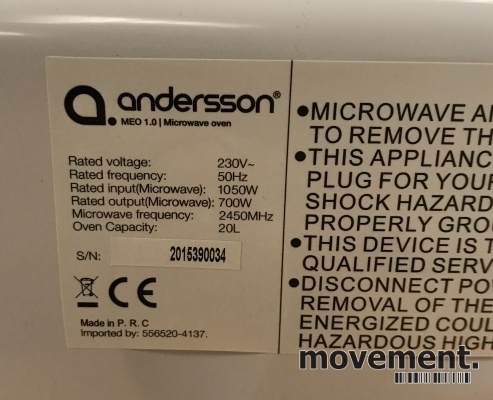 andersson®
MEO 1.0 | Microwave oven
Rated voltage: 230V~
Rated frequency: 50Hz
Rated input(Microwave): 1050W
Rated output(Microwave): 700W
Microwave frequency: 2450MHz
Oven Capacity: 20L
S/N: 2015390034
CE
Made in P. R. C
Imported by: 556520-4137.
•MICROWAVE
TO REMOVE THE
•THIS APPLIANC
PLUG FOR YOUR
SHOCK HAZARD
PROPERLY GRO
•THIS DEVICE IS T
QUALIFIED SERV
•DISCONNECT POW
REMOVAL OF THE
ENERGIZED COUL
HAZARDOUS HIGH
movement.